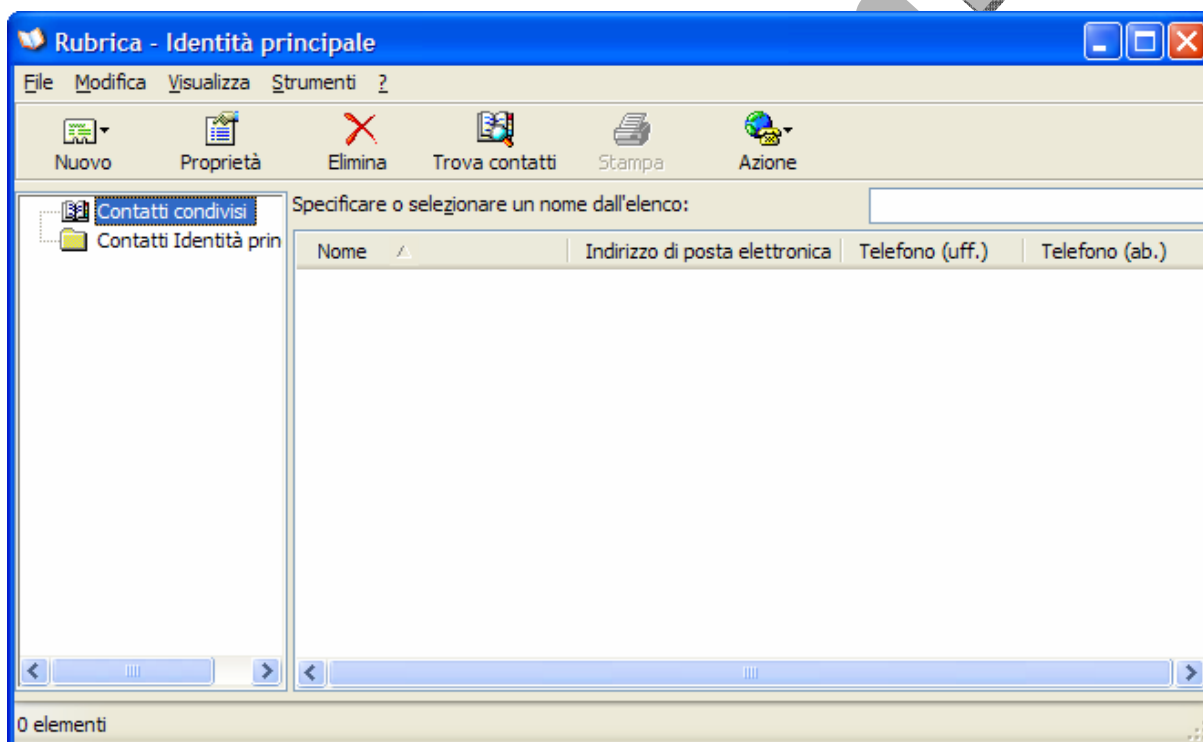 Rubrica - Identità principale
File Modifica Visualizza Strumenti ?
Nuovo Proprietà Elimina Trova contatti Stampa Azione
Contatti condivisi
Contatti Identità prin
Specificare o selezionare un nome dall'elenco:
Nome Indirizzo di posta elettronica Telefono (uff.) Telefono (ab.)
0 elementi